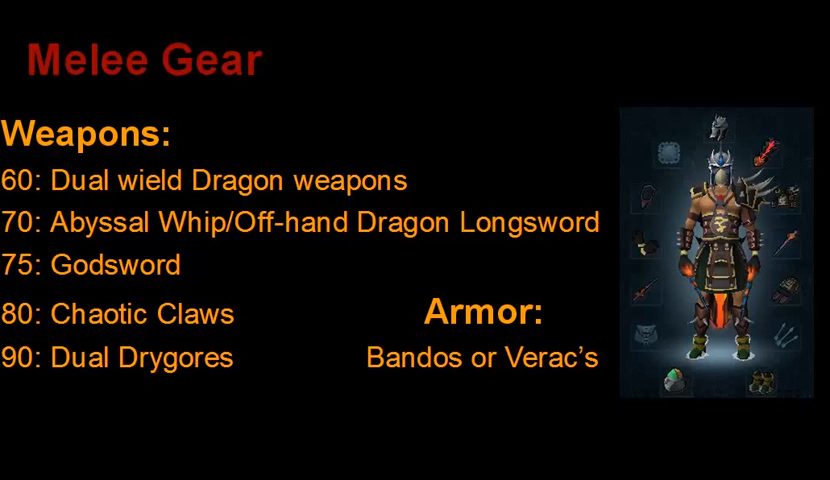 Melee Gear
Weapons:
60: Dual wield Dragon weapons
70: Abyssal Whip/Off-hand Dragon Longsword
75: Godsword
80: Chaotic Claws
90: Dual Drygores
Armor:
Bandos or Verac’s